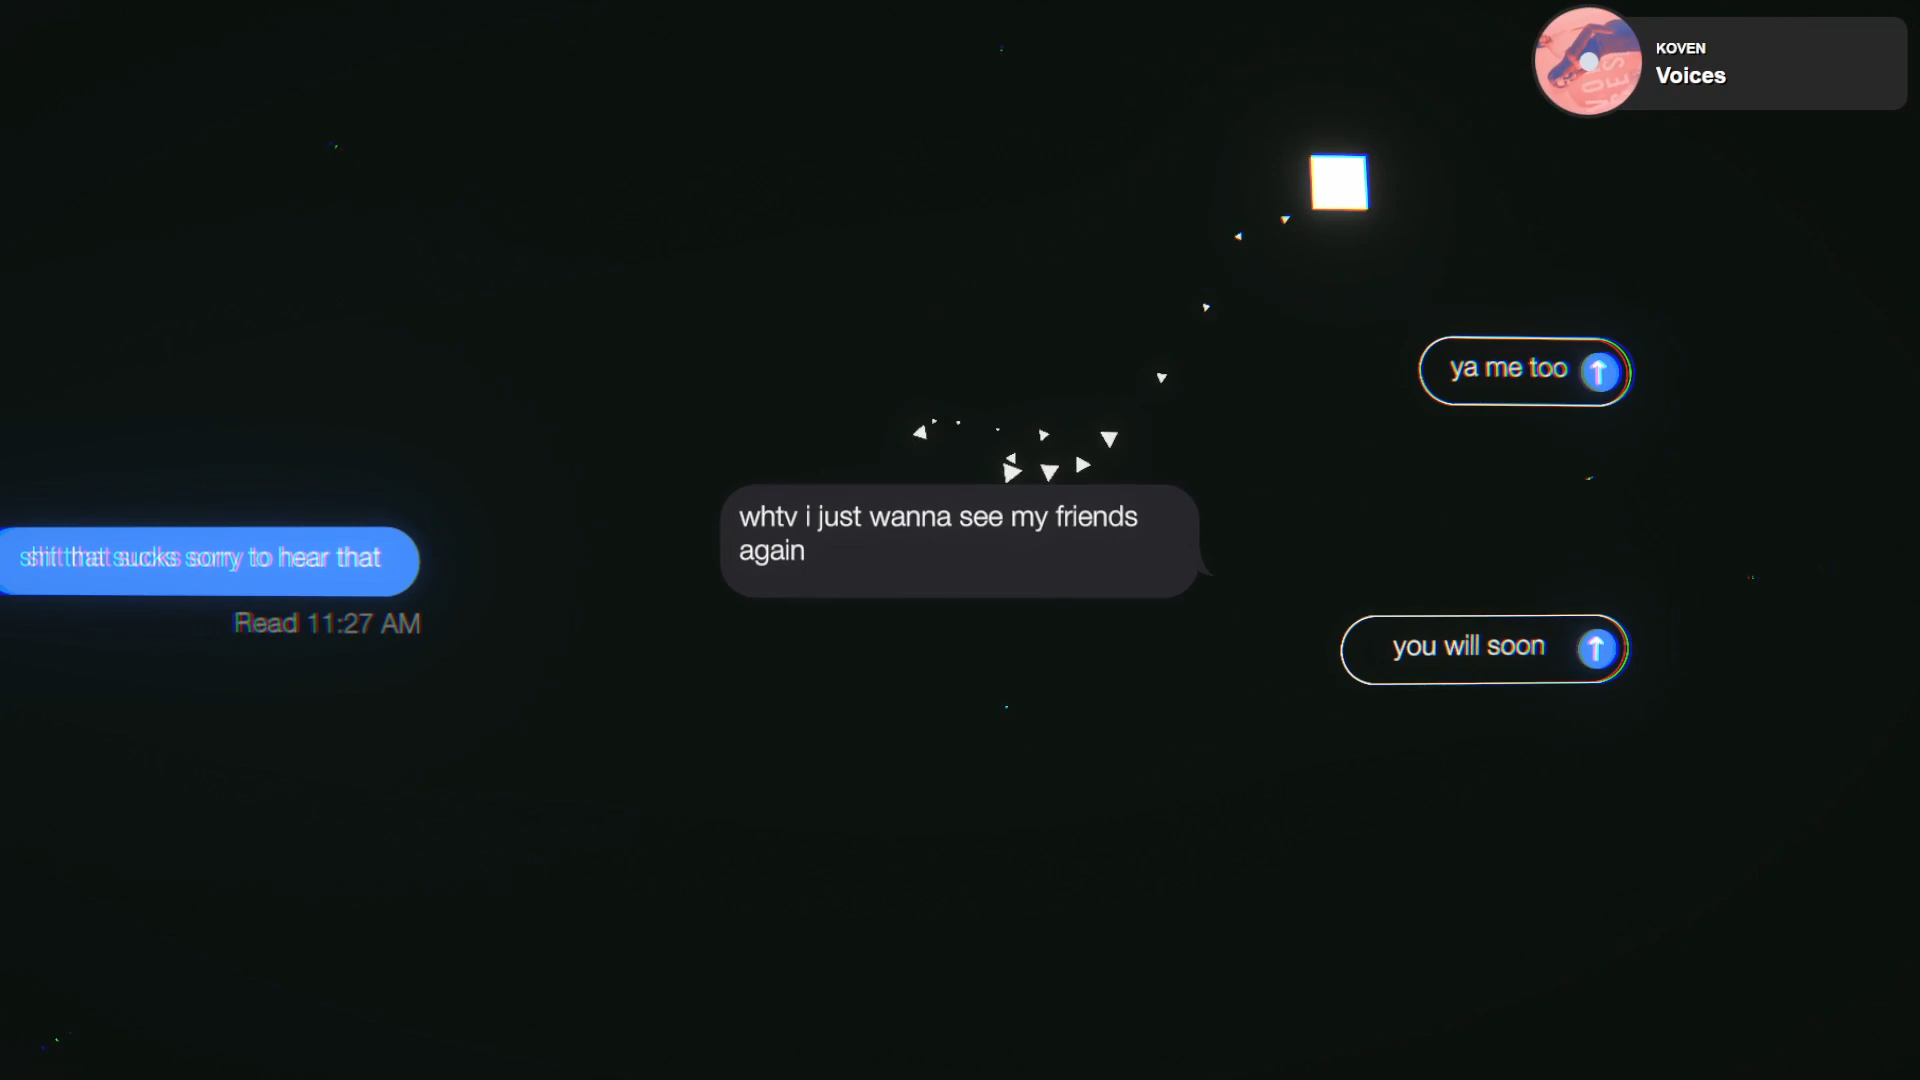 KOVEN
Voices
ya me too
whtv i just wanna see my friends
again
shit that sucks sorry to hear that
Read 11:27 AM
you will soon